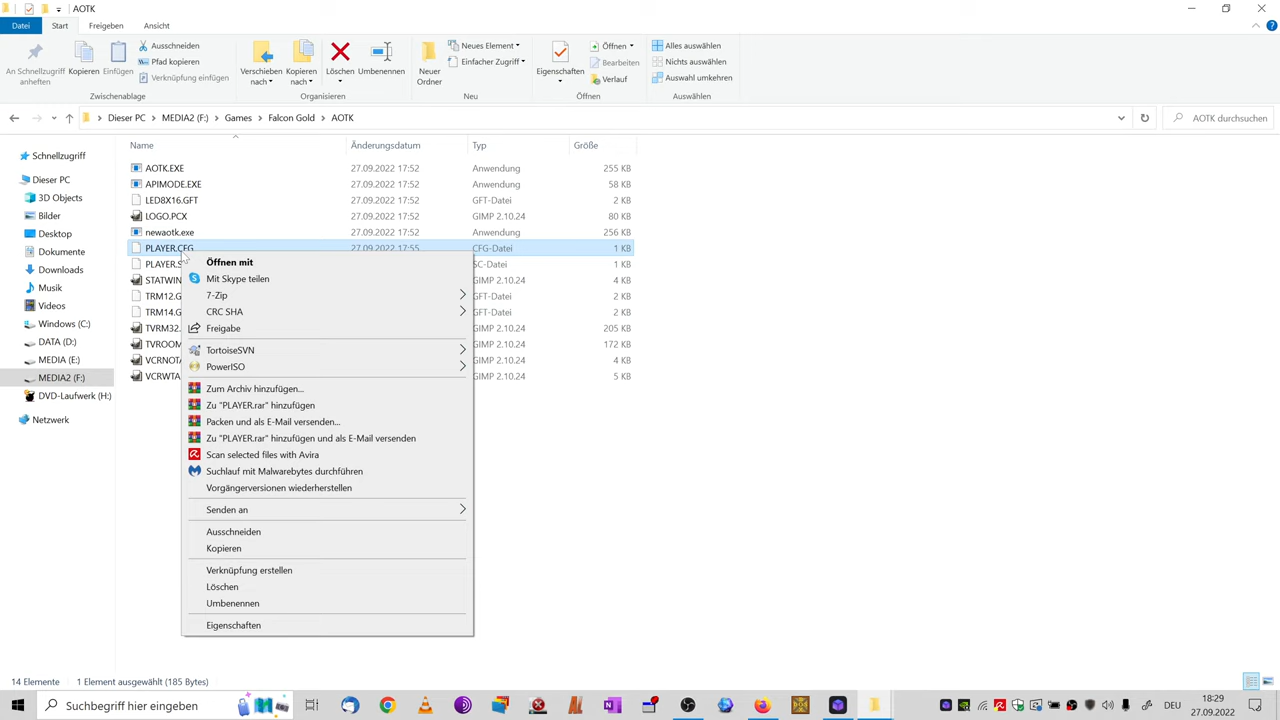 AOTK
Datei Start Freigeben Ansicht
An Schnellzugriff anheften
Kopieren
Einfügen
Ausschneiden
Pfad kopieren
Verknüpfung einfügen
Zwischenablage
Verschieben nach
Kopieren nach
Löschen
Umbenennen
Organisieren
Neuer Ordner
Neues Element
Einfacher Zugriff
Neu
Eigenschaften
Öffnen
Bearbeiten
Verlauf
Öffnen
Alles auswählen
Nichts auswählen
Auswahl umkehren
Auswählen
Dieser PC > MEDIA2 (F:) > Games > Falcon Gold > AOTK
AOTK durchsuchen
Schnellzugriff
Dieser PC
3D Objects
Bilder
Desktop
Dokumente
Downloads
Musik
Videos
Windows (C:)
DATA (D:)
MEDIA (E:)
MEDIA2 (F:)
DVD-Laufwerk (H:)
Netzwerk
Name Änderungsdatum Typ Größe
AOTK.EXE 27.09.2022 17:52 Anwendung 255 KB
APIMODE.EXE 27.09.2022 17:52 Anwendung 58 KB
LED8X16.GFT 27.09.2022 17:52 GFT-Datei 2 KB
LOGO.PCX 27.09.2022 17:52 GIMP 2.10.24 80 KB
newaotk.exe 27.09.2022 17:52 Anwendung 256 KB
PLAYER.CFG 27.09.2022 17:55 CFG-Datei 1 KB
PLAYER.S SC-Datei 1 KB
STATWIN. GIMP 2.10.24 4 KB
TRM12.G GFT-Datei 2 KB
TRM14.G GFT-Datei 2 KB
TVRM32. GIMP 2.10.24 205 KB
TVROOM GIMP 2.10.24 172 KB
VCRNOTA GIMP 2.10.24 4 KB
VCRWTA GIMP 2.10.24 5 KB
Öffnen mit
Mit Skype teilen
7-Zip
CRC SHA
Freigabe
TortoiseSVN
PowerISO
Zum Archiv hinzufügen...
Zu "PLAYER.rar" hinzufügen
Packen und als E-Mail versenden...
Zu "PLAYER.rar" hinzufügen und als E-Mail versenden
Scan selected files with Avira
Suchlauf mit Malwarebytes durchführen
Vorgängerversionen wiederherstellen
Senden an
Ausschneiden
Kopieren
Verknüpfung erstellen
Löschen
Umbenennen
Eigenschaften
14 Elemente 1 Element ausgewählt (185 Bytes)
Suchbegriff hier eingeben
DEU
18:29
27.09.2022